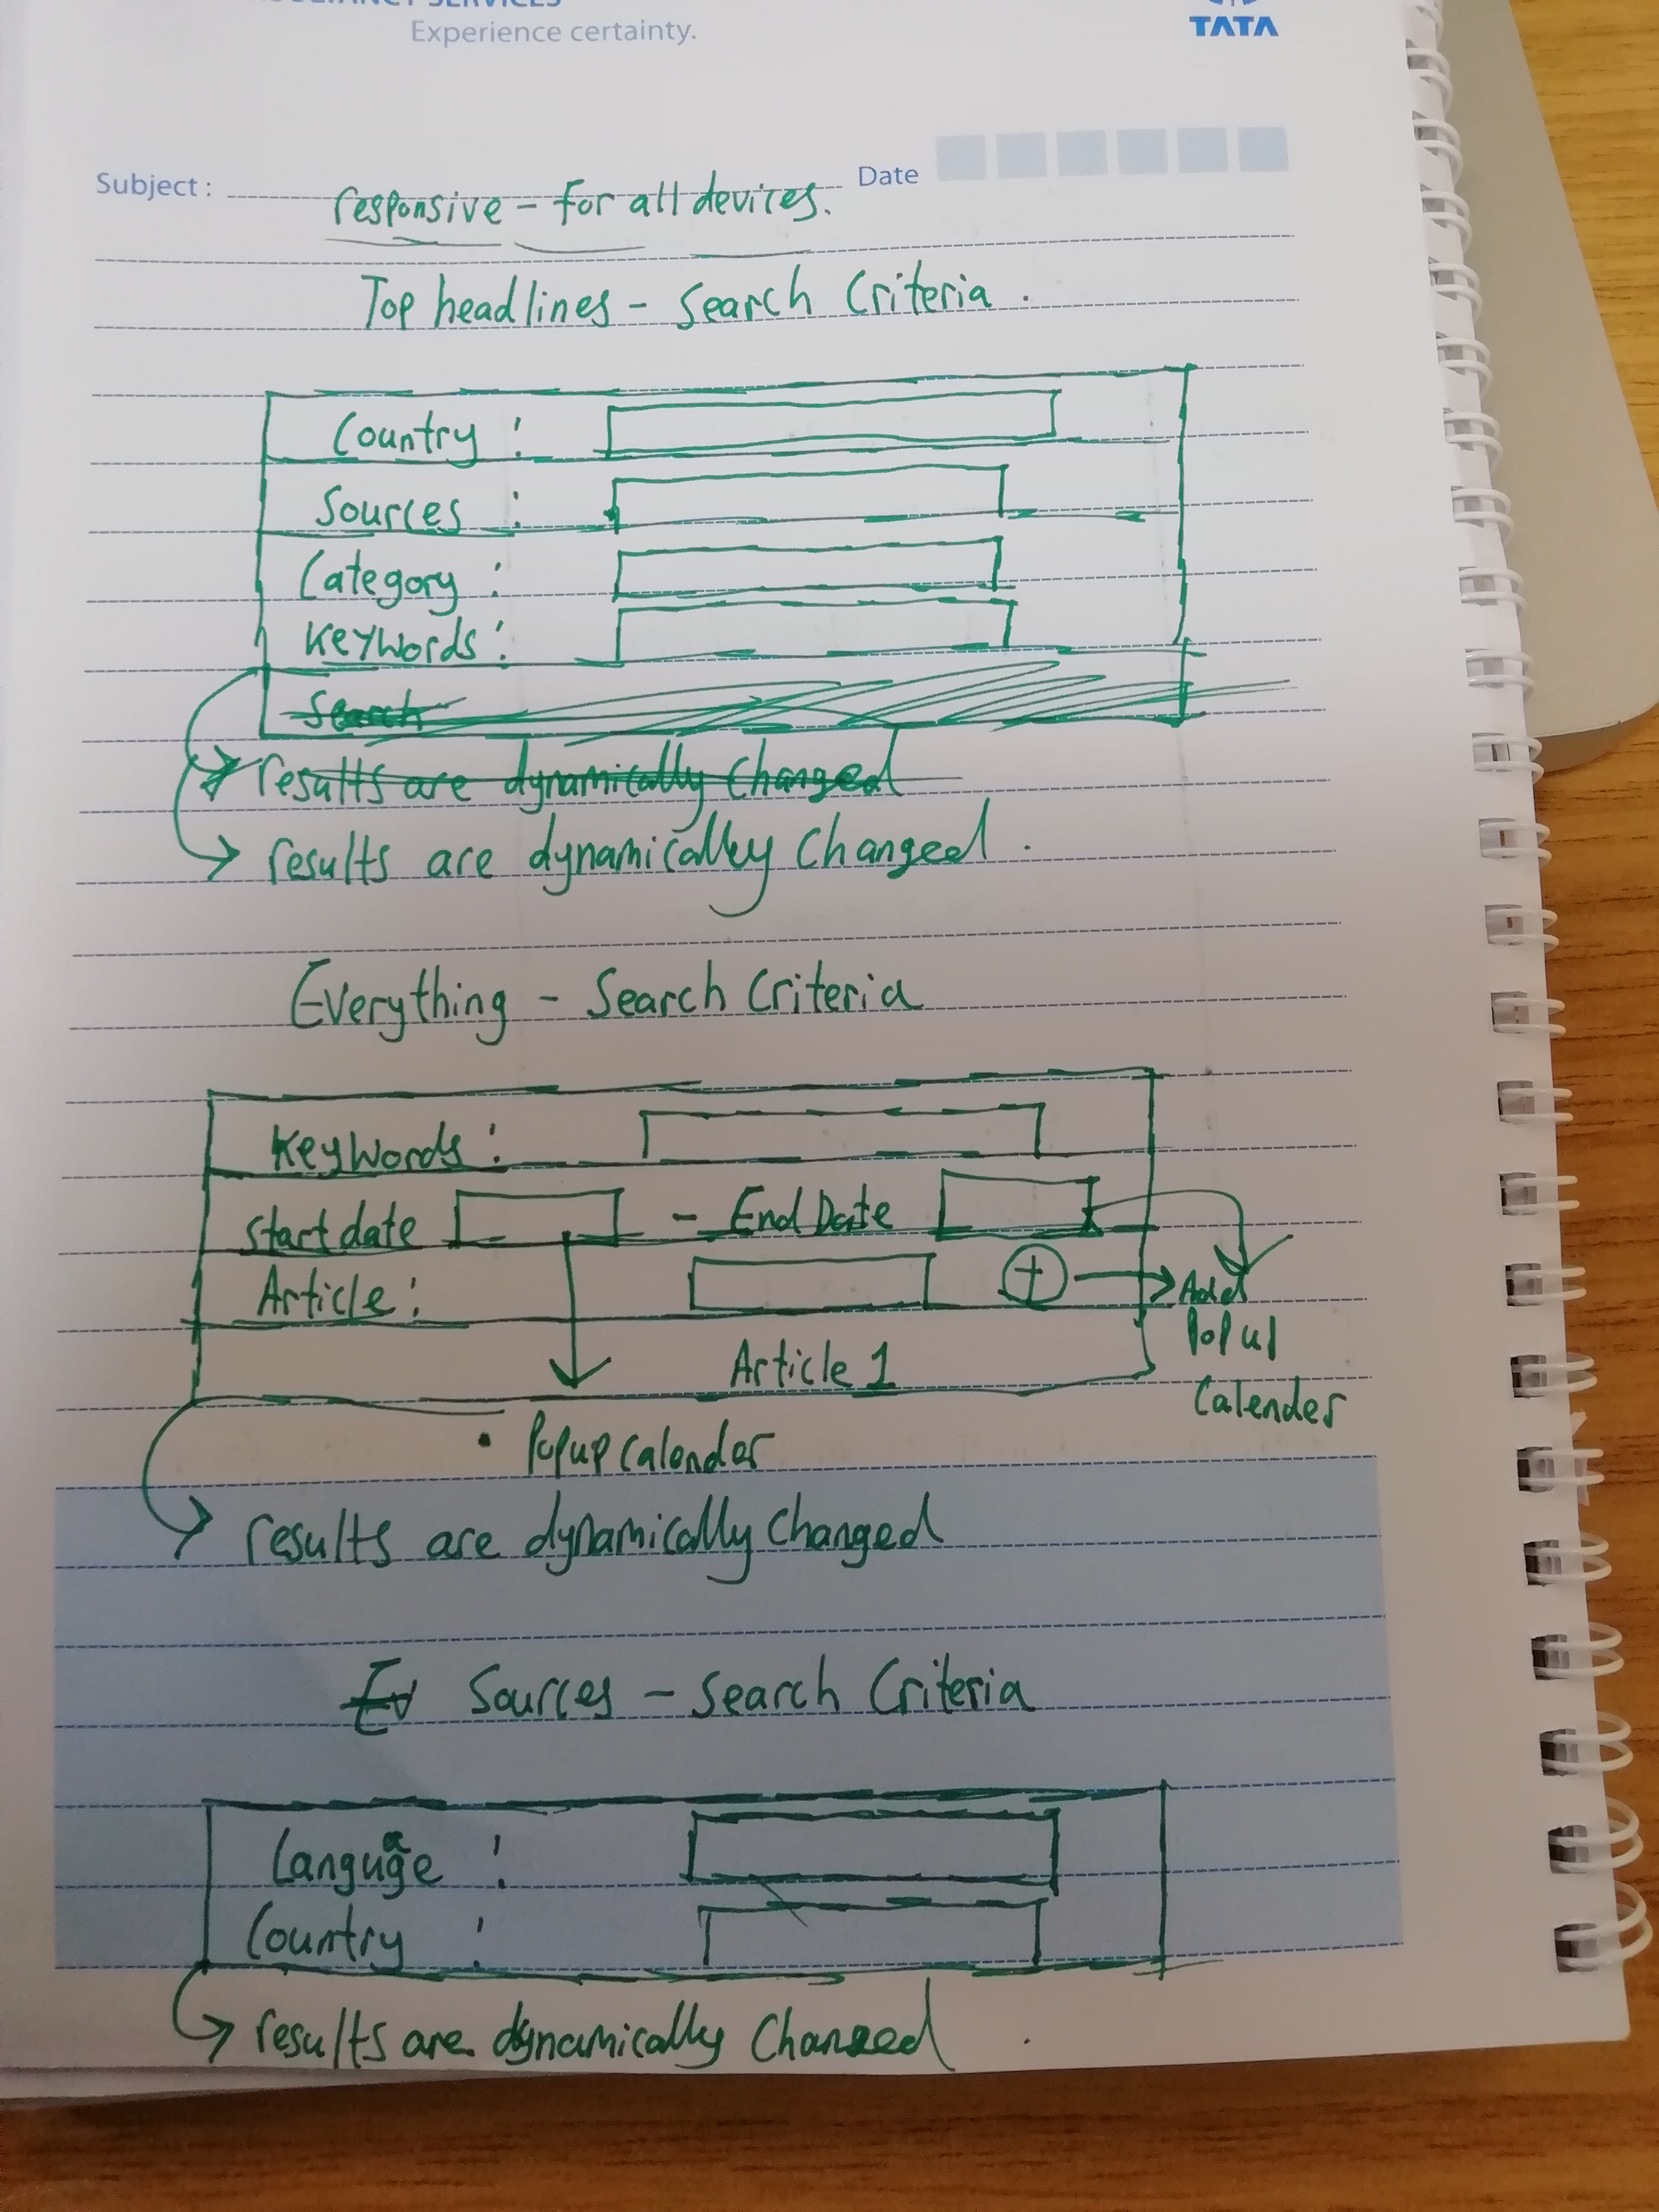 Experience certainty.
TATA
Subject :
Date
responsive - for all devices.
Top headlines - Search Criteria .
Country :
Sources :
Category :
Keywords :
Search
results are dynamically changed
results are dynamically changed .
Everything - Search Criteria
Keywords :
Start date - End Date
Article : + Add
Popul
Article 1
Calender
Popup Calender
results are dynamically changed
Ev Sources - Search Criteria
Language :
Country :
results are dynamically Changed .